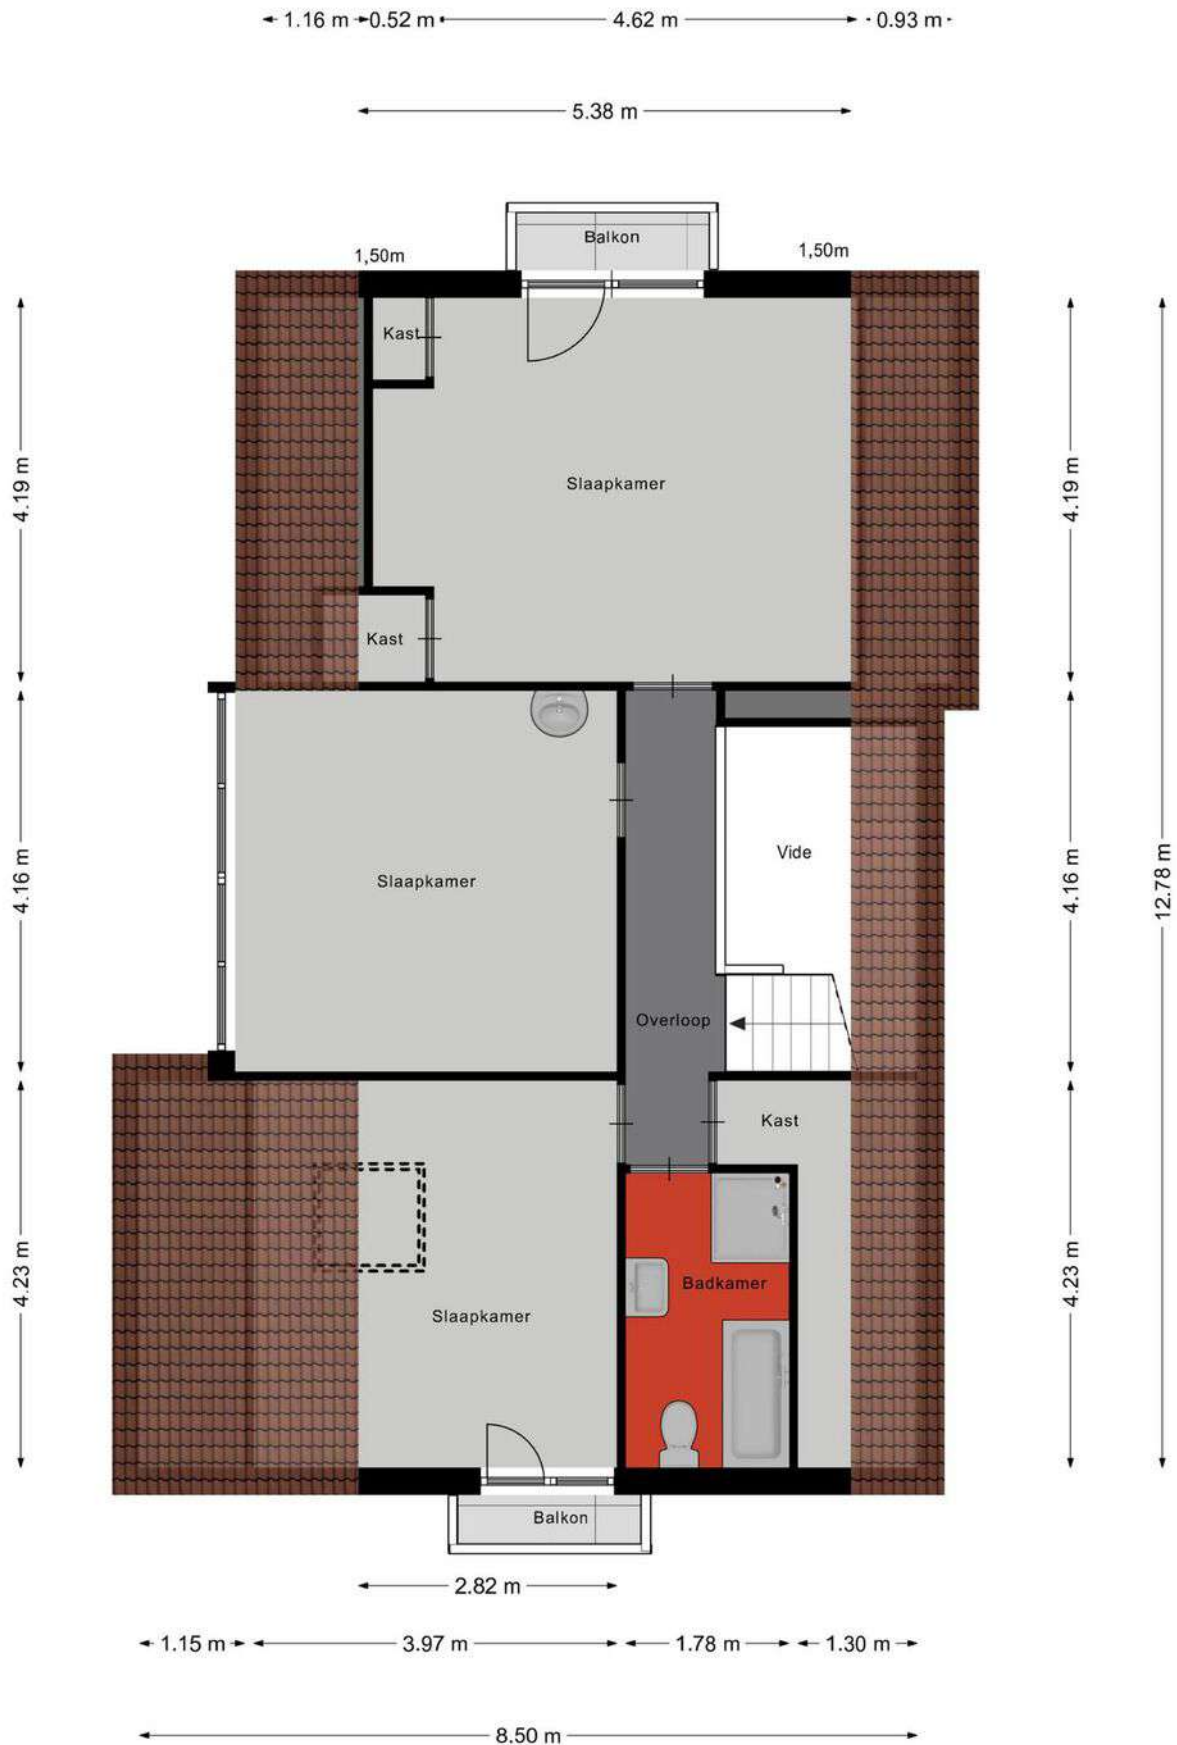 1.16 m 0.52 m 4.62 m 0.93 m
5.38 m
Balkon
1,50m 1,50m
Kast
4.19 m Slaapkamer 4.19 m
Kast
4.16 m Slaapkamer Vide 4.16 m 12.78 m
Overloop
Kast
4.23 m Badkamer 4.23 m
Slaapkamer
Balkon
2.82 m
1.15 m 3.97 m 1.78 m 1.30 m
8.50 m